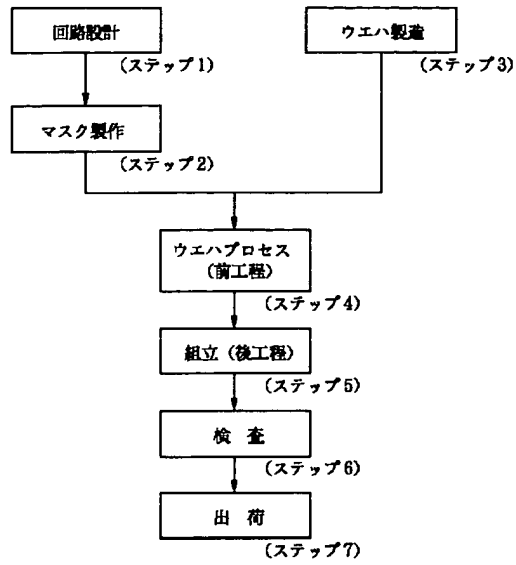 回路設計
(ステップ1)
ウエハ製造
(ステップ3)
マスク製作
(ステップ2)
ウエハプロセス
(前工程)
(ステップ4)
組立(後工程)
(ステップ5)
検 査
(ステップ6)
出 荷
(ステップ7)